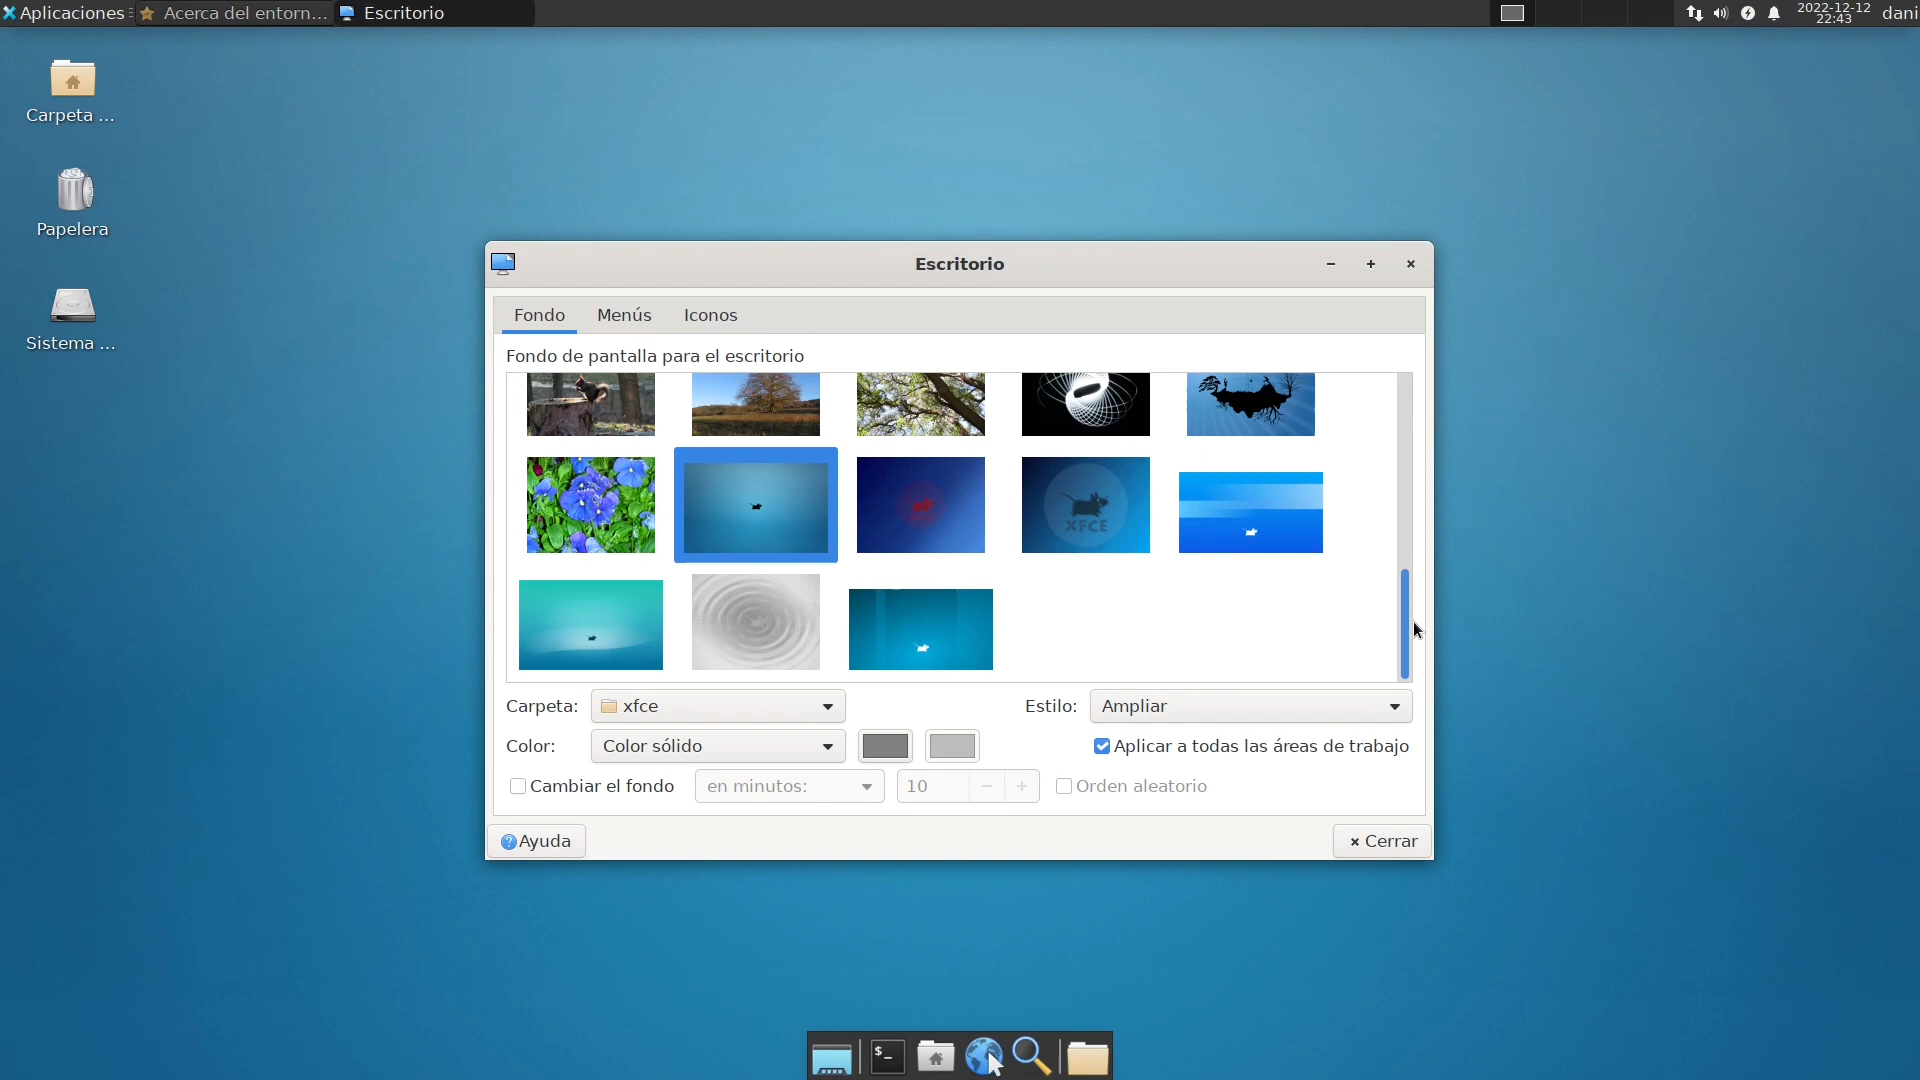 Aplicaciones
Acerca del entorn...
Escritorio
2022-12-12
22:43
dani
Carpeta ...
Papelera
Sistema ...
Escritorio
Fondo
Menús
Iconos
Fondo de pantalla para el escritorio
XFCE
Carpeta:
xfce
Estilo:
Ampliar
Color:
Color sólido
Aplicar a todas las áreas de trabajo
Cambiar el fondo
en minutos:
10
Orden aleatorio
Ayuda
Cerrar
$_